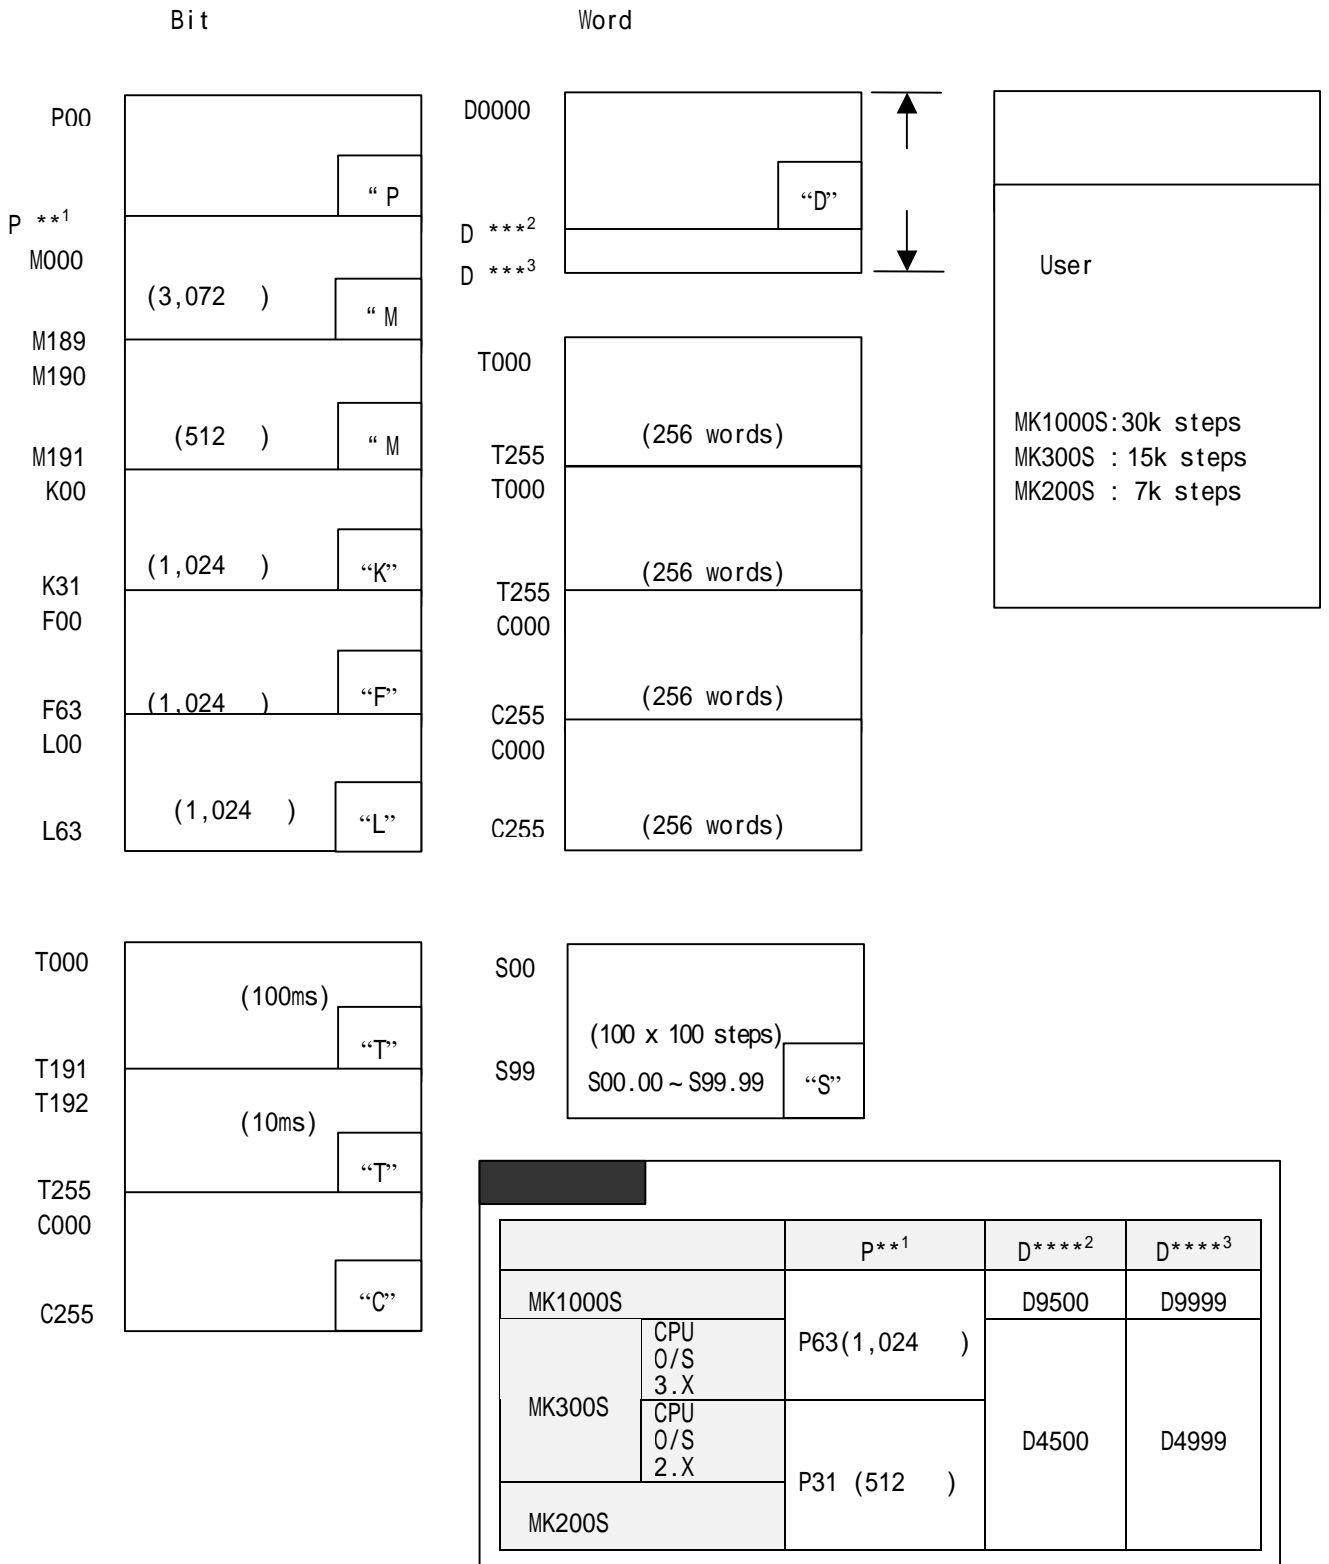 Bit
Word
P00
“ P
P **1
M000
(3,072 )
“ M
M189
M190
(512 )
“ M
M191
K00
(1,024 )
“K”
K31
F00
(1,024 )
“F”
F63
L00
(1,024 )
“L”
L63
D0000
“D”
D ***2
D ***3
T000
(256 words)
T255
T000
(256 words)
T255
C000
(256 words)
C255
C000
(256 words)
C255
User
MK1000S:30k steps
MK300S : 15k steps
MK200S : 7k steps
T000
(100ms)
“T”
T191
T192
(10ms)
“T”
T255
C000
“C”
C255
S00
(100 x 100 steps)
S99
S00.00~S99.99
“S”
P**1 D****2 D****3
MK1000S
P63(1,024 )
D9500 D9999
MK300S
CPU
O/S
3.X
CPU
O/S
2.X
P31 (512 )
D4500 D4999
MK200S